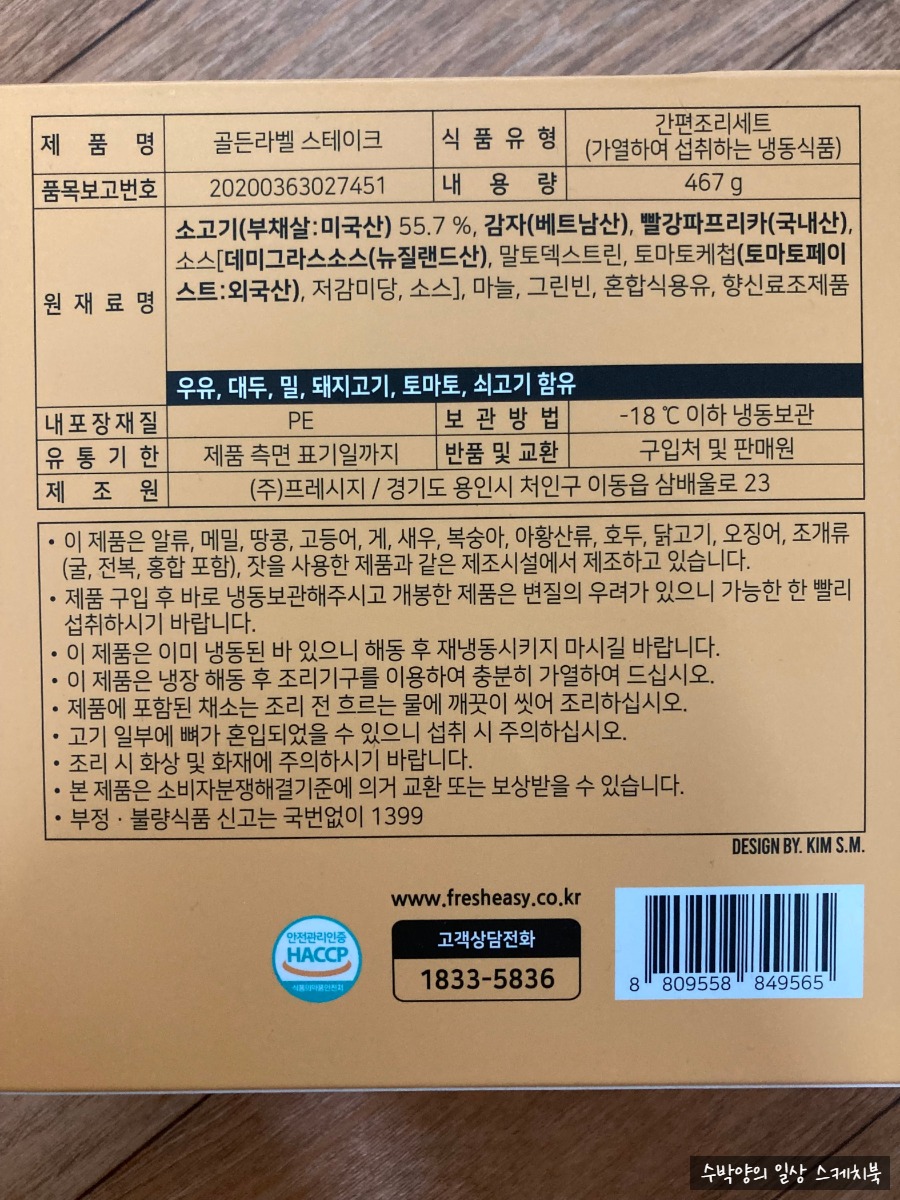 제 품 명 골든라벨 스테이크 식 품 유 형 간편조리세트
(가열하여 섭취하는 냉동식품)
품목보고번호 20200363027451 내 용 량 467 g
원 재 료 명
소고기(부채살:미국산) 55.7 %, 감자(베트남산), 빨강파프리카(국내산),
소스[데미그라스소스(뉴질랜드산), 말토덱스트린, 토마토케첩(토마토페이
스트:외국산), 저감미당, 소스], 마늘, 그린빈, 혼합식용유, 향신료조제품
우유, 대두, 밀, 돼지고기, 토마토, 쇠고기 함유
내포장재질 PE 보 관 방 법 -18 ℃ 이하 냉동보관
유 통 기 한 제품 측면 표기일까지 반품 및 교환 구입처 및 판매원
제 조 원 (주)프레시지 / 경기도 용인시 처인구 이동읍 삼배울로 23
• 이 제품은 알류, 메밀, 땅콩, 고등어, 게, 새우, 복숭아, 아황산류, 호두, 닭고기, 오징어, 조개류
(굴, 전복, 홍합 포함), 잣을 사용한 제품과 같은 제조시설에서 제조하고 있습니다.
• 제품 구입 후 바로 냉동보관해주시고 개봉한 제품은 변질의 우려가 있으니 가능한 한 빨리
섭취하시기 바랍니다.
• 이 제품은 이미 냉동된 바 있으니 해동 후 재냉동시키지 마시길 바랍니다.
• 이 제품은 냉장 해동 후 조리기구를 이용하여 충분히 가열하여 드십시오.
• 제품에 포함된 채소는 조리 전 흐르는 물에 깨끗이 씻어 조리하십시오.
• 고기 일부에 뼈가 혼입되었을 수 있으니 섭취 시 주의하십시오.
• 조리 시 화상 및 화재에 주의하시기 바랍니다.
• 본 제품은 소비자분쟁해결기준에 의거 교환 또는 보상받을 수 있습니다.
• 부정 · 불량식품 신고는 국번없이 1399
DESIGN BY. KIM S.M.
www.fresheasy.co.kr
안전관리인증
HACCP
식품의약품안전처
고객상담전화
1833-5836
8 809558 849565
수박양의 일상 스케치북